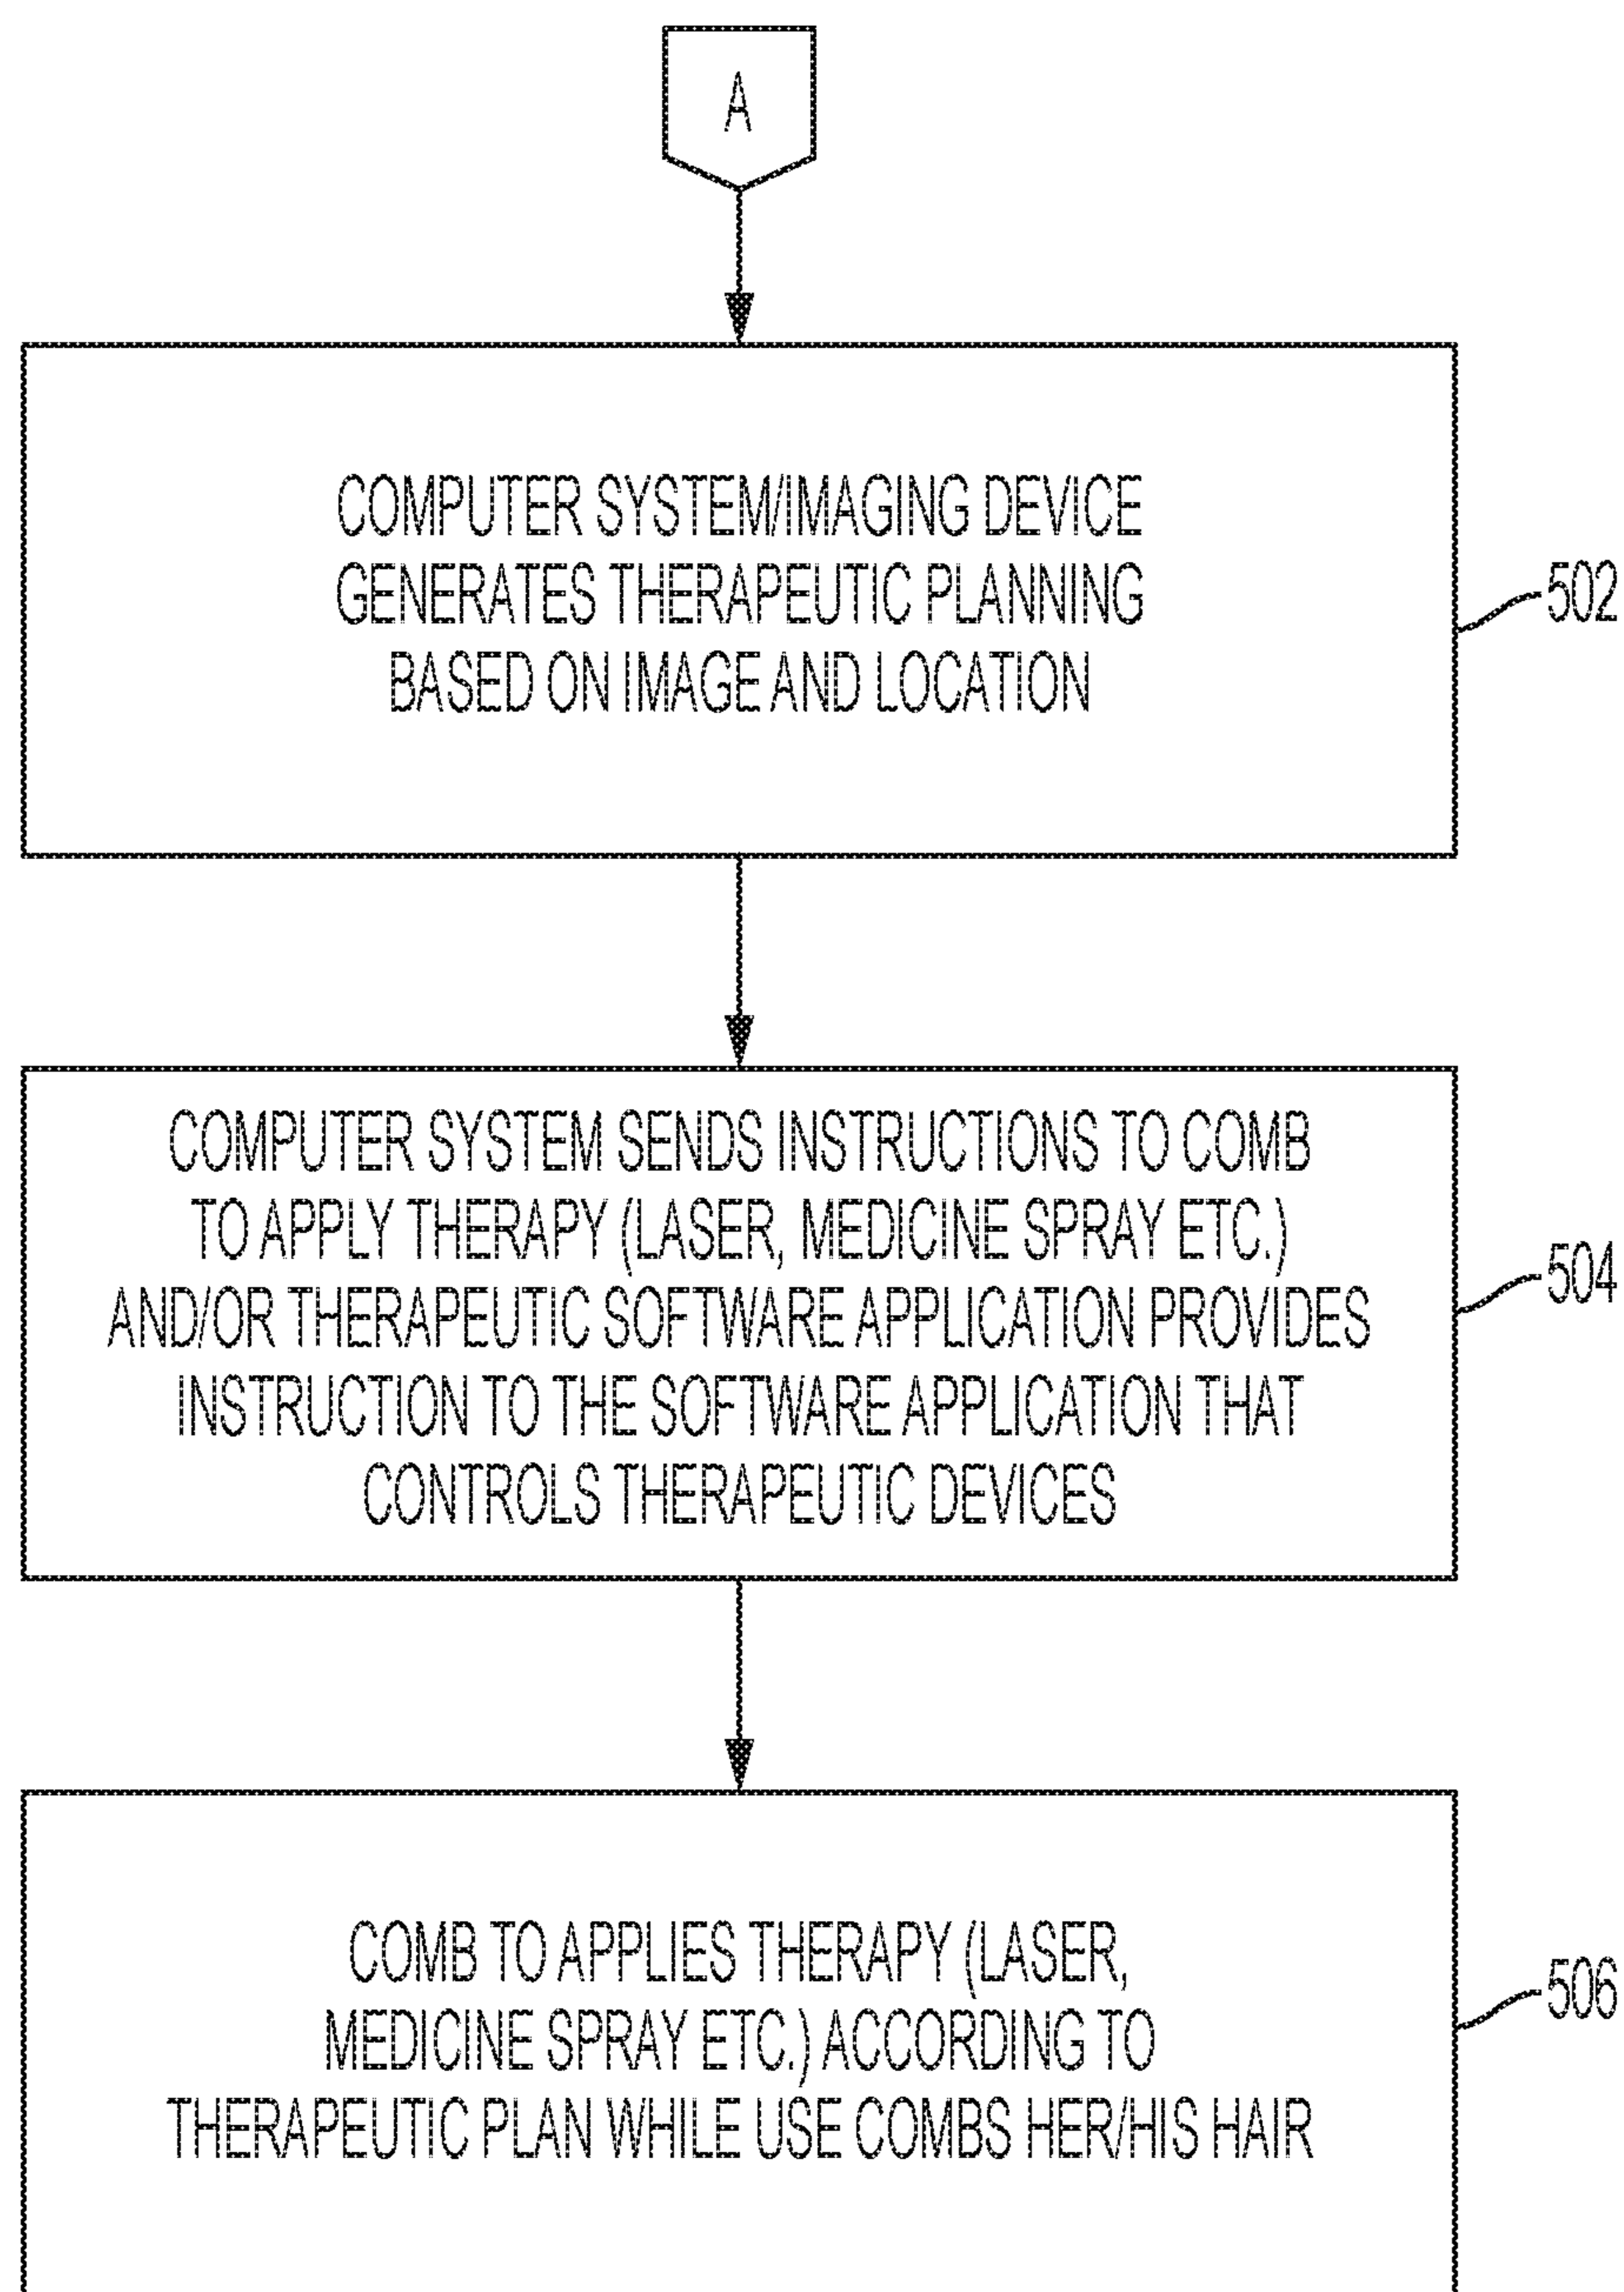 A
COMPUTER SYSTEM/IMAGING DEVICE
GENERATES THERAPEUTIC PLANNING
BASED ON IMAGE AND LOCATION
502
COMPUTER SYSTEM SENDS INSTRUCTIONS TO COMB
TO APPLY THERAPY (LASER, MEDICINE SPRAY ETC.)
AND/OR THERAPEUTIC SOFTWARE APPLICATION PROVIDES
INSTRUCTION TO THE SOFTWARE APPLICATION THAT
CONTROLS THERAPEUTIC DEVICES
504
COMB TO APPLIES THERAPY (LASER,
MEDICINE SPRAY ETC.) ACCORDING TO
THERAPEUTIC PLAN WHILE USE COMBS HER/HIS HAIR
506